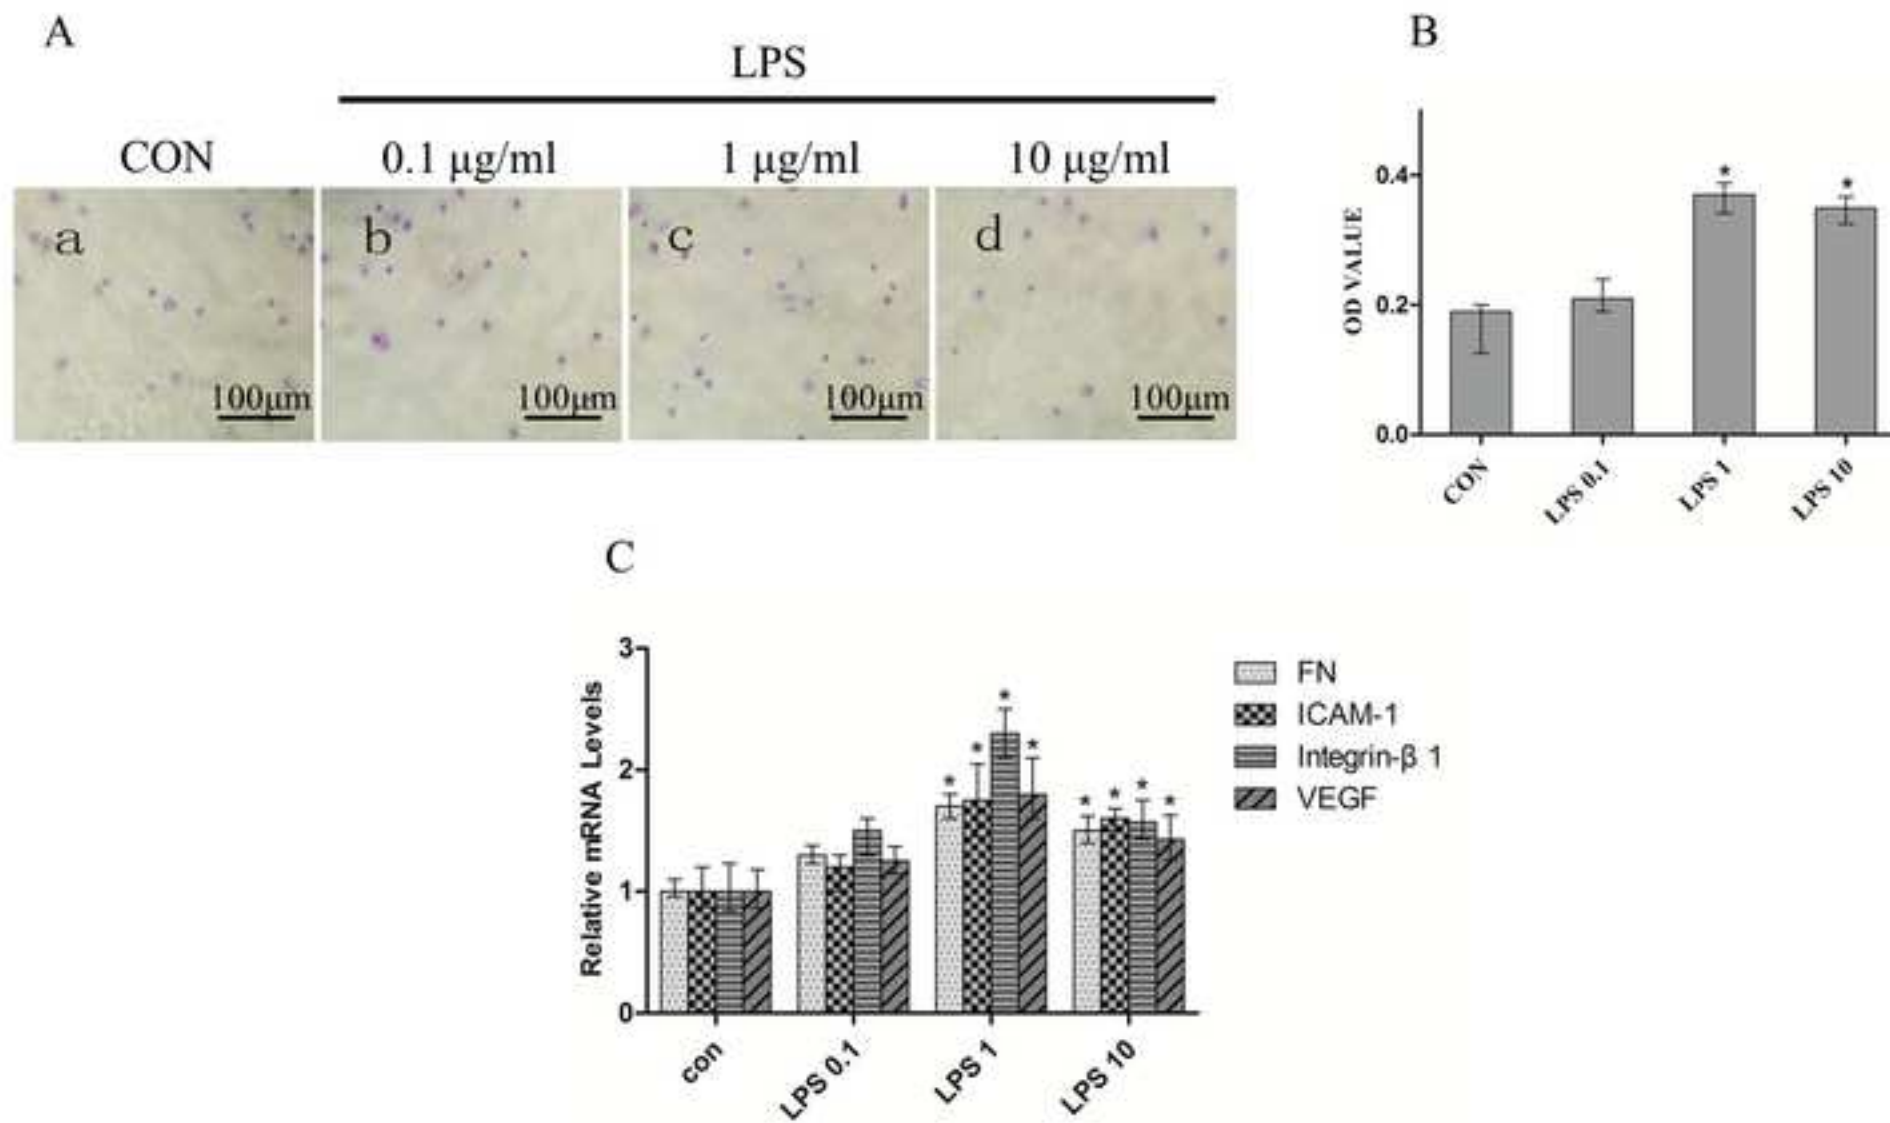 A
LPS
CON
0.1 μg/ml
1 μg/ml
10 μg/ml
a
b
c
d
100μm
100μm
100μm
100μm
B
OD VALUE
0.4
0.2
0.0
*
*
CON
LPS 0.1
LPS 1
LPS 10
C
Relative mRNA Levels
3
2
1
0
*
*
*
*
*
*
*
*
con
LPS 0.1
LPS 1
LPS 10
FN
ICAM-1
Integrin-β 1
VEGF